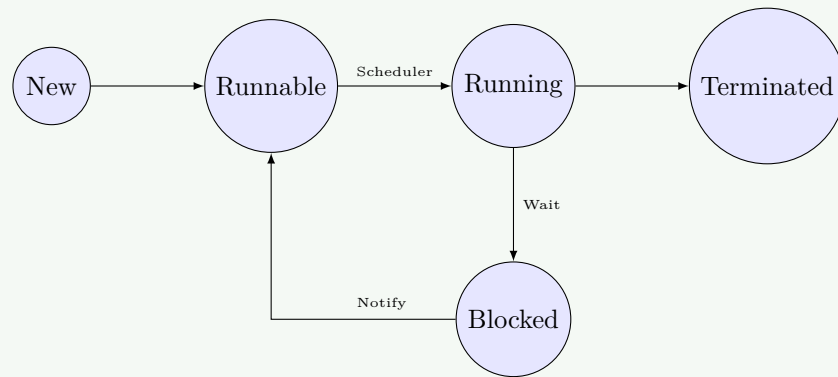 New
Runnable
Scheduler
Running
Terminated
Wait
Notify
Blocked